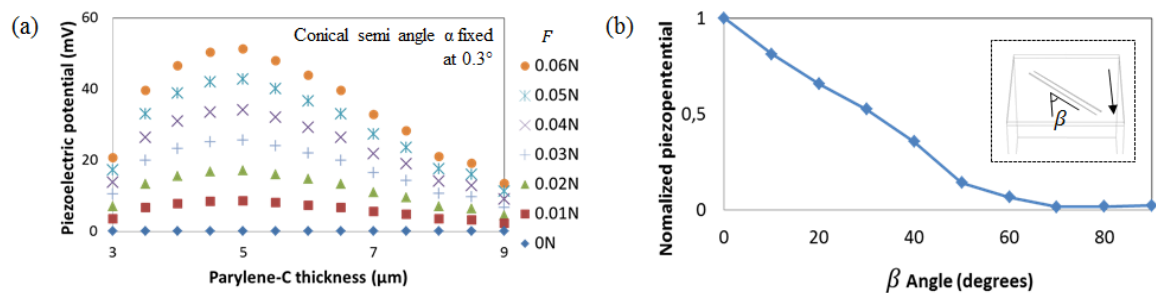 (a)
Piezoelectric potential (mV)
60
40
20
0
Conical semi angle α fixed
at 0.3°
F
0.06N
0.05N
0.04N
0.03N
0.02N
0.01N
0N
3 5 7 9
Parylene-C thickness (μm)
(b)
Nomalized piezopentential
1
0,5
0
β
0 20 40 60 80
β Angle (degrees)